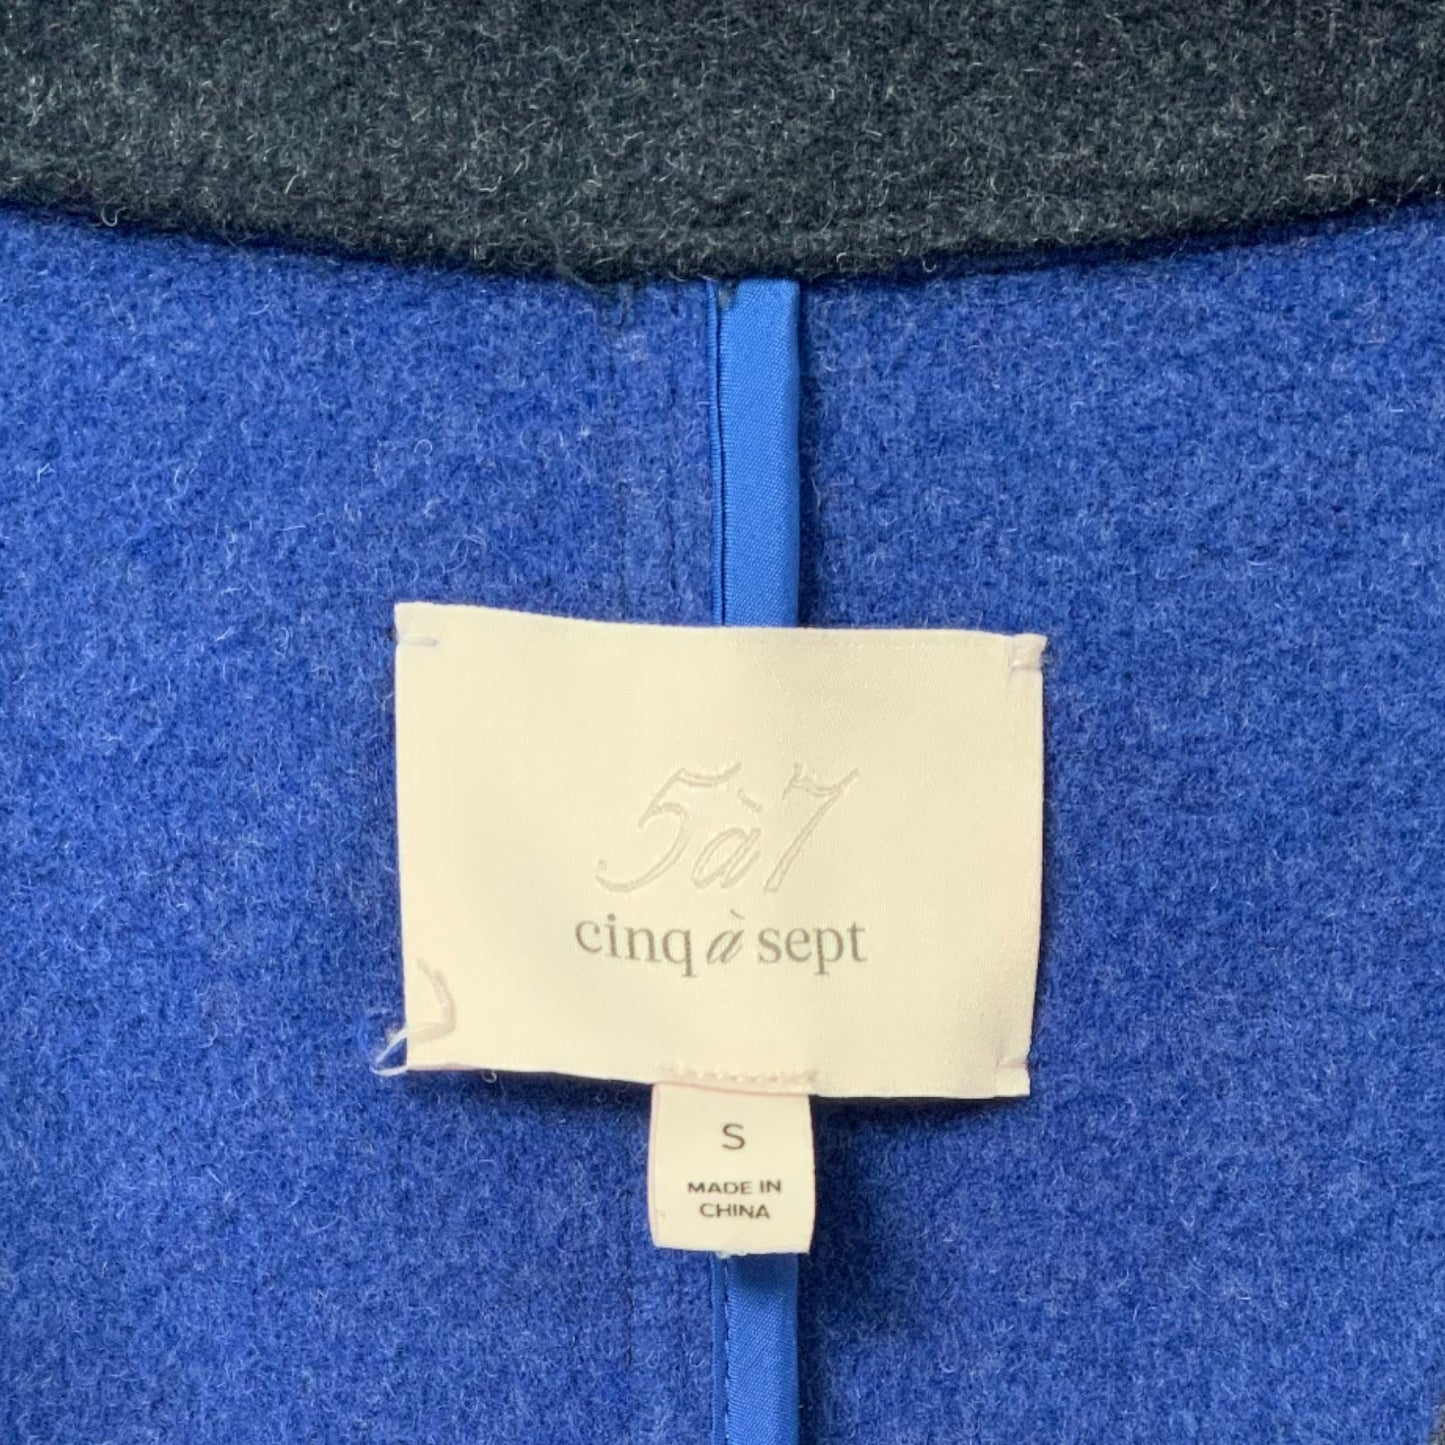 5à7
cinq à sept
S
MADE IN
CHINA